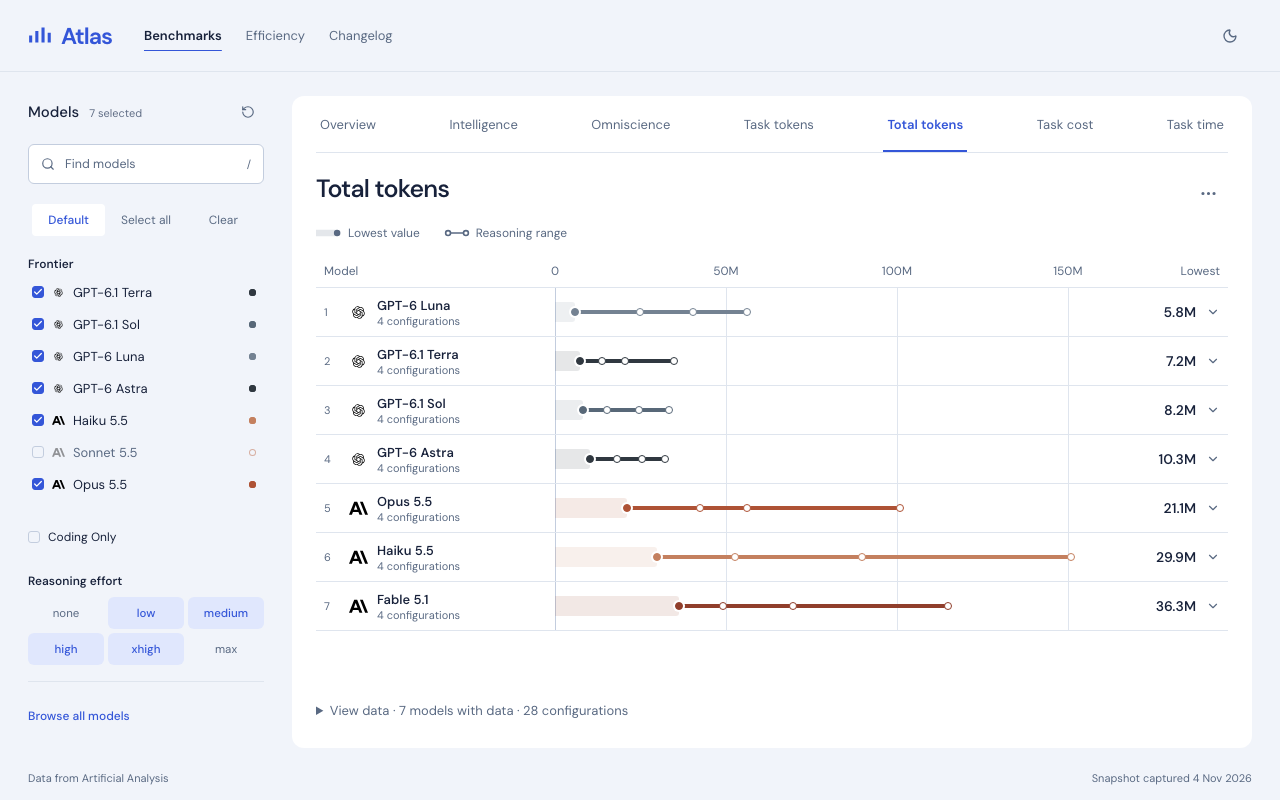 Atlas
Benchmarks
Efficiency
Changelog
Models
7 selected
Find models
/
Default
Select all
Clear
Frontier
GPT-6.1 Terra
GPT-6.1 Sol
GPT-6 Luna
GPT-6 Astra
Haiku 5.5
Sonnet 5.5
Opus 5.5
Coding Only
Reasoning effort
none
low
medium
high
xhigh
max
Browse all models
Overview
Intelligence
Omniscience
Task tokens
Total tokens
Task cost
Task time
Total tokens
Lowest value
Reasoning range
Model
0
50M
100M
150M
Lowest
1
GPT-6 Luna
4 configurations
5.8M
2
GPT-6.1 Terra
4 configurations
7.2M
3
GPT-6.1 Sol
4 configurations
8.2M
4
GPT-6 Astra
4 configurations
10.3M
5
Opus 5.5
4 configurations
21.1M
6
Haiku 5.5
4 configurations
29.9M
7
Fable 5.1
4 configurations
36.3M
View data · 7 models with data · 28 configurations
Data from Artificial Analysis
Snapshot captured 4 Nov 2026